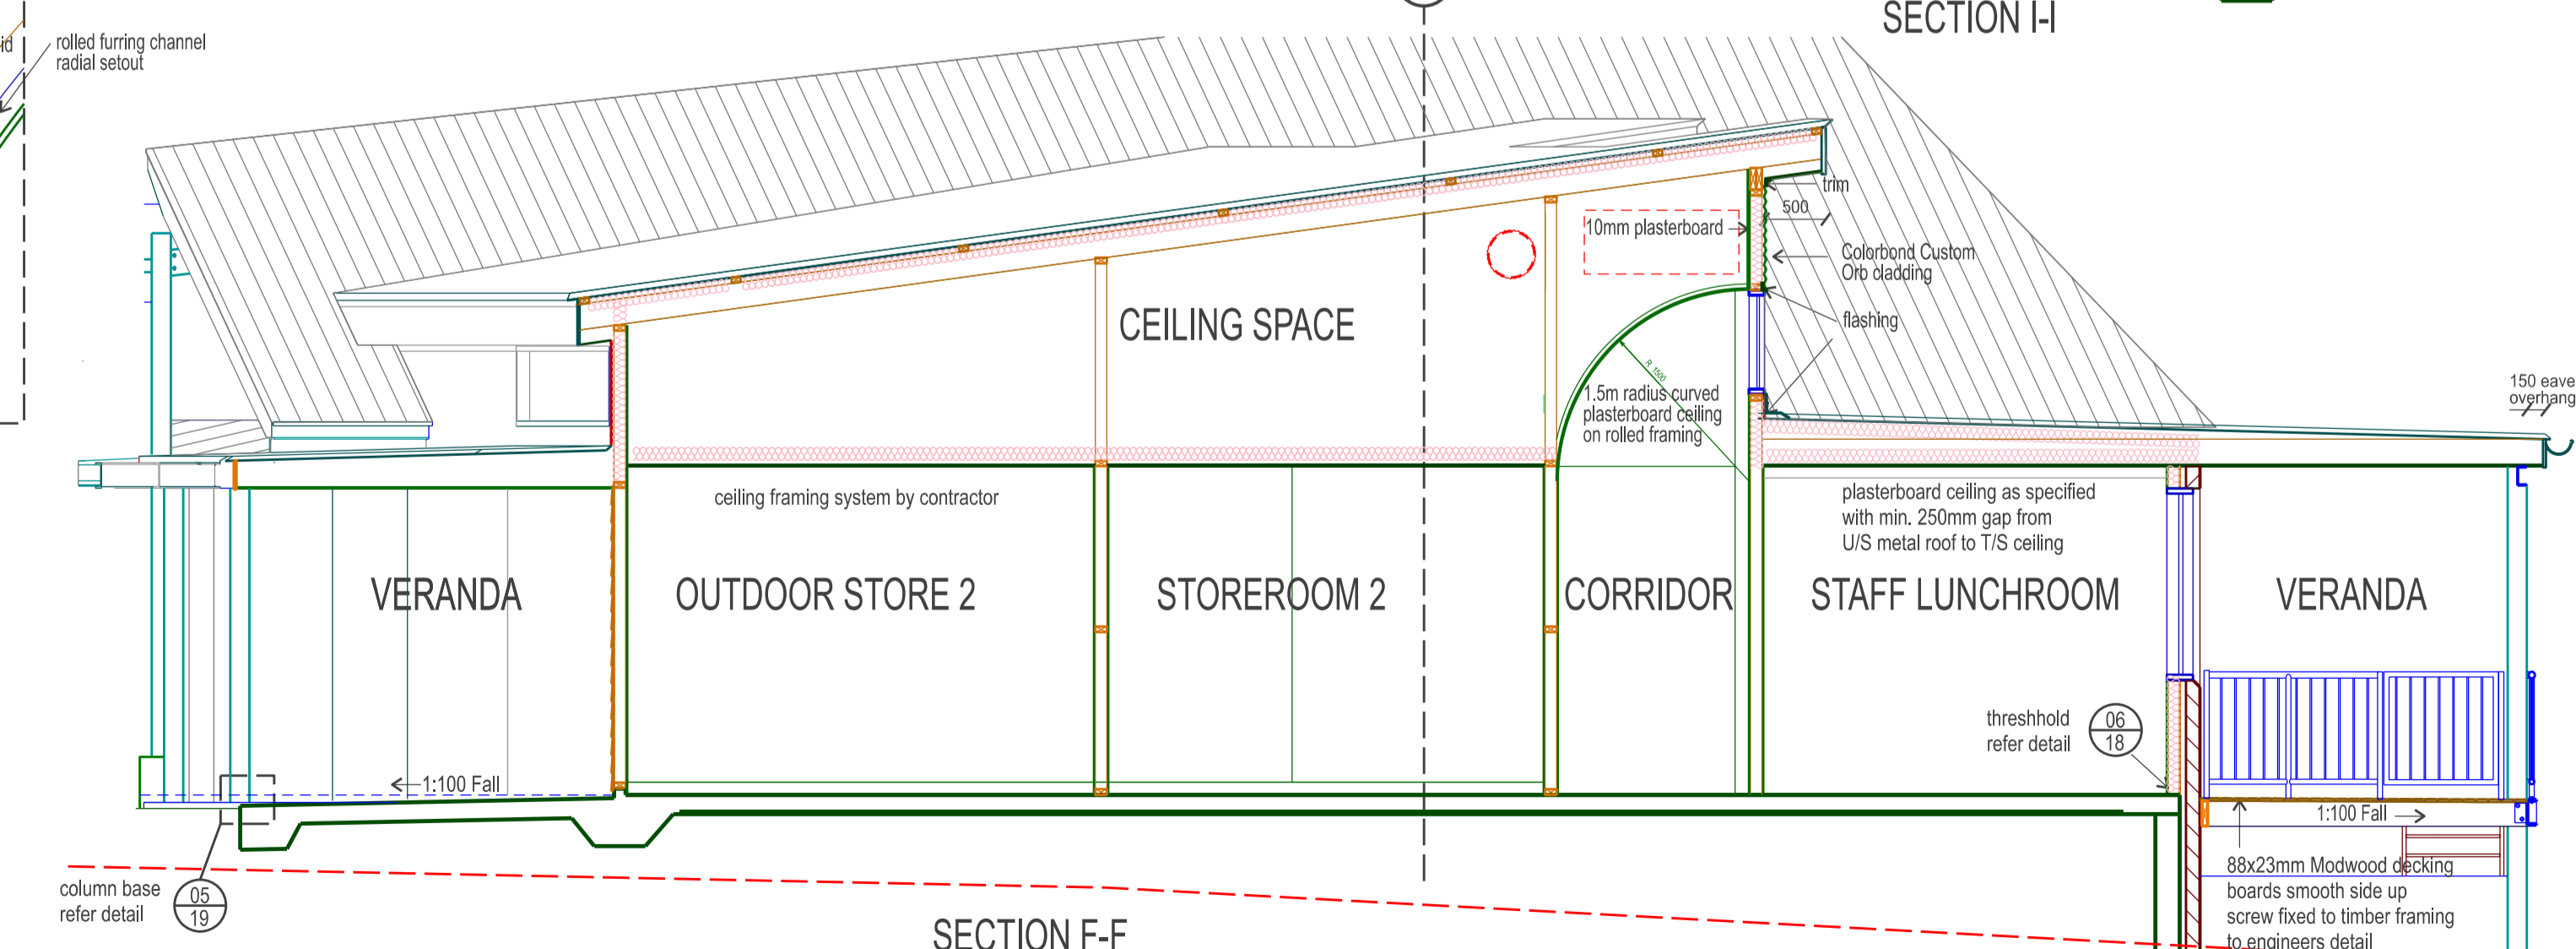 SECTION I-I
id
rolled furring channel
radial setout
trim
500
10mm plasterboard
Colorbond Custom
Orb cladding
flashing
CEILING SPACE
R 1500
1.5m radius curved
plasterboard ceiling
on rolled framing
150 eave
overhang
ceiling framing system by contractor
plasterboard ceiling as specified
with min. 250mm gap from
U/S metal roof to T/S ceiling
VERANDA
OUTDOOR STORE 2
STOREROOM 2
CORRIDOR
STAFF LUNCHROOM
VERANDA
threshhold
refer detail
06
18
1:100 Fall
1:100 Fall
88x23mm Modwood decking
boards smooth side up
screw fixed to timber framing
to engineers detail
column base
refer detail
05
19
SECTION F-F